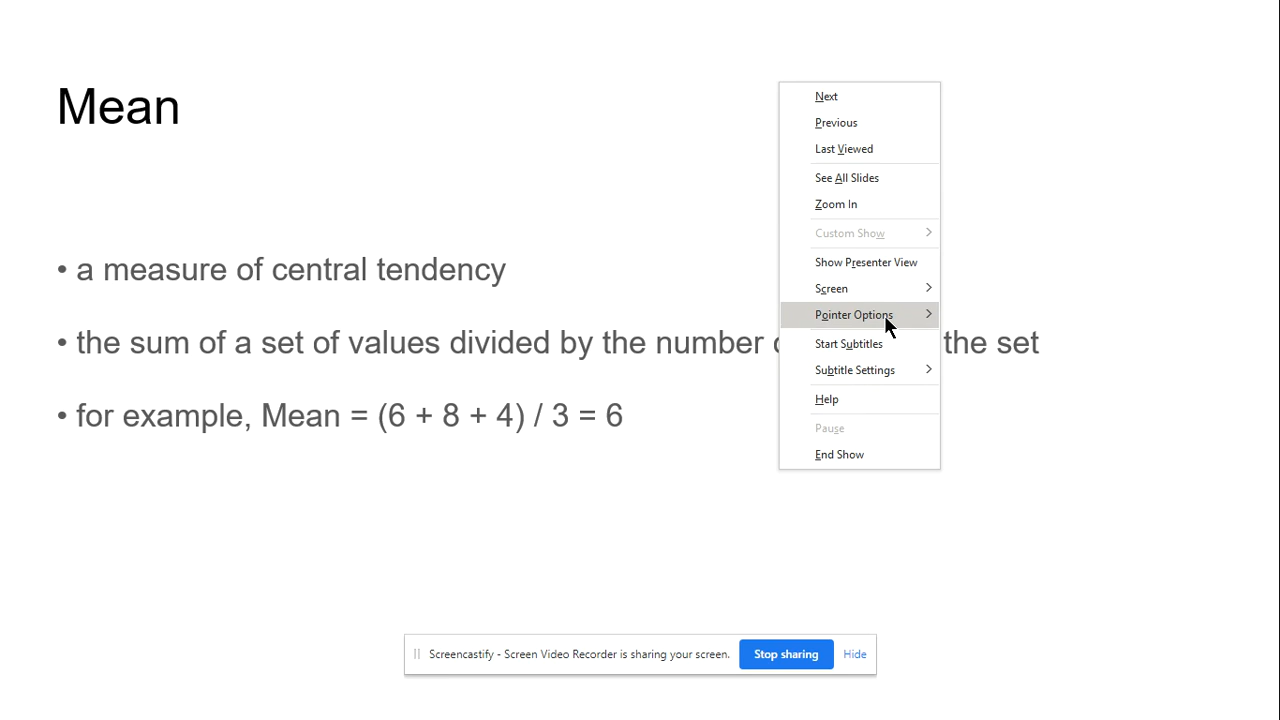 Mean
• a measure of central tendency
• the sum of a set of values divided by the number the set
• for example, Mean = (6 + 8 + 4) / 3 = 6
Next
Previous
Last Viewed
See All Slides
Zoom In
Custom Show
Show Presenter View
Screen
Pointer Options
Start Subtitles
Subtitle Settings
Help
Pause
End Show
Screencastify - Screen Video Recorder is sharing your screen. Stop sharing Hide